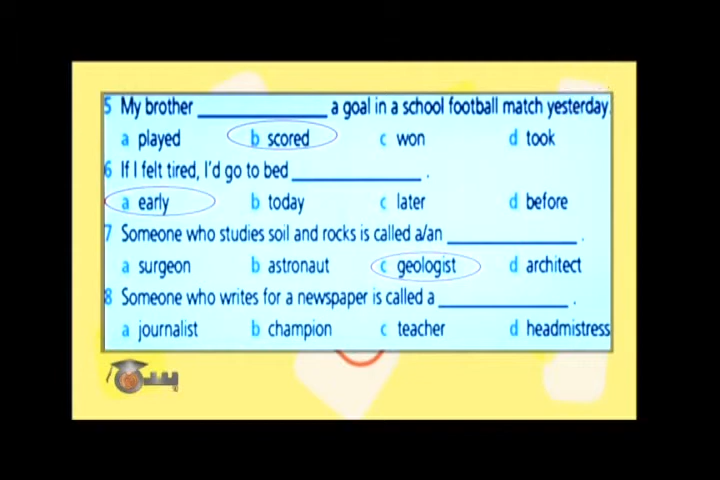 5 My brother ______________ a goal in a school football match yesterday.
a played b scored c won d took
6 If I felt tired, I'd go to bed ______________ .
a early b today c later d before
7 Someone who studies soil and rocks is called a/an ______________ .
a surgeon b astronaut c geologist d architect
8 Someone who writes for a newspaper is called a ______________ .
a journalist b champion c teacher d headmistress